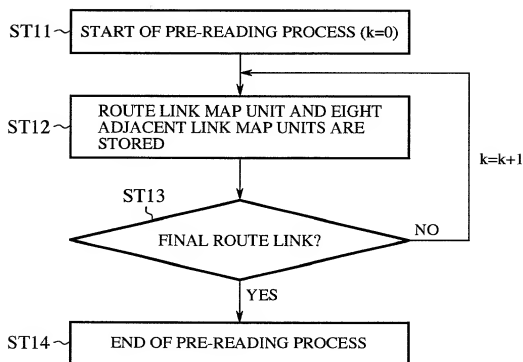 ST11
START OF PRE-READING PROCESS (k=0)
ST12
ROUTE LINK MAP UNIT AND EIGHT
ADJACENT LINK MAP UNITS ARE
STORED
k=k+1
ST13
FINAL ROUTE LINK?
NO
YES
ST14
END OF PRE-READING PROCESS